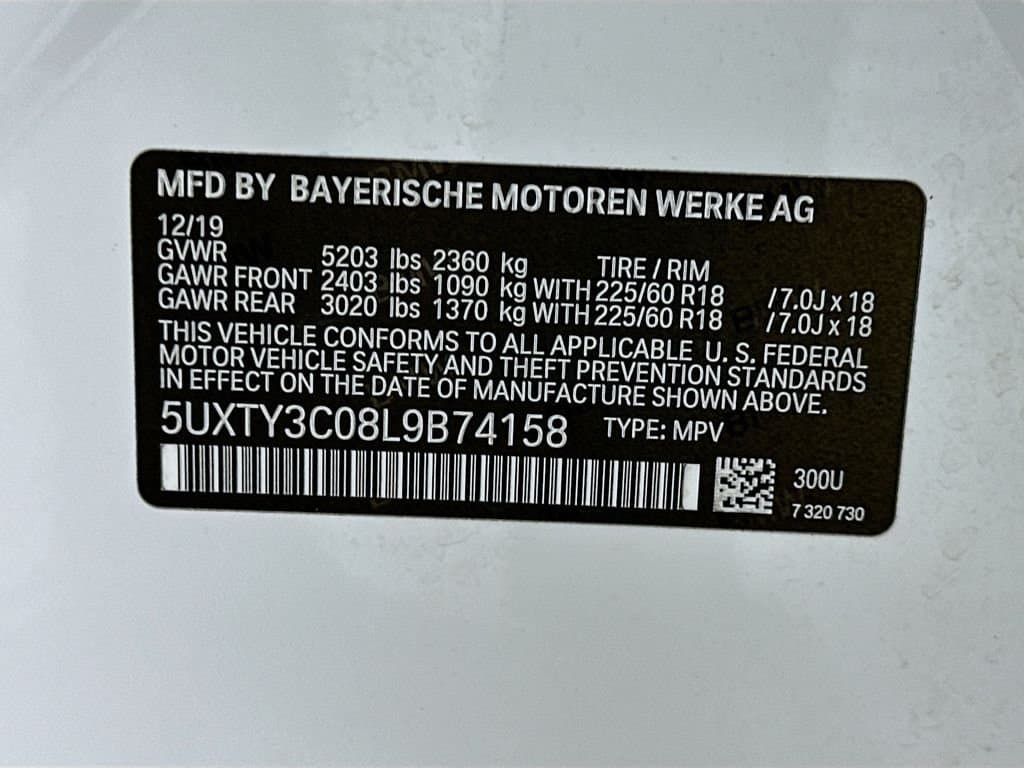 MFD BY BAYERISCHE MOTOREN WERKE AG
12/19
GVWR 5203 lbs 2360 kg TIRE / RIM
GAWR FRONT 2403 lbs 1090 kg WITH 225/60 R18 /7.0J x 18
GAWR REAR 3020 lbs 1370 kg WITH 225/60 R18 /7.0J x 18
THIS VEHICLE CONFORMS TO ALL APPLICABLE U. S. FEDERAL
MOTOR VEHICLE SAFETY AND THEFT PREVENTION STANDARDS
IN EFFECT ON THE DATE OF MANUFACTURE SHOWN ABOVE.
5UXTY3C08L9B74158 TYPE: MPV
300U
7 320 730